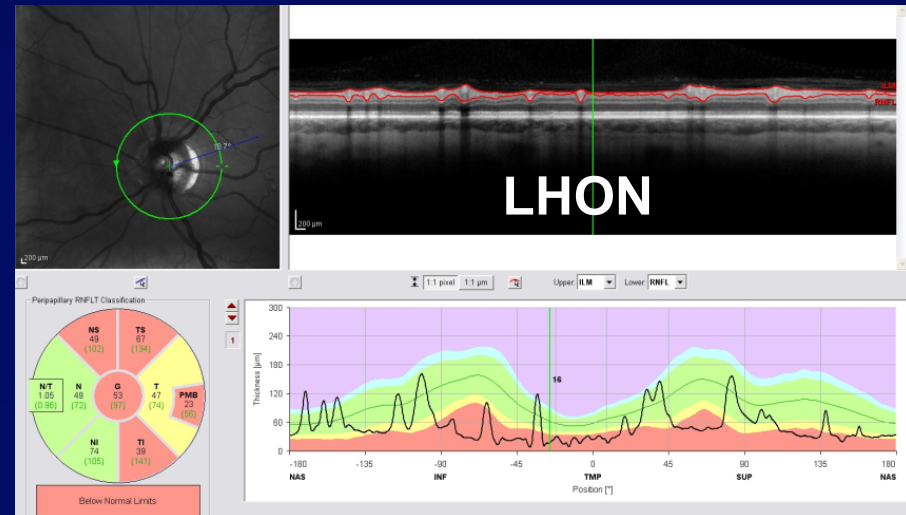 18.7°
200 µm
ILM
RNFL
LHON
200 µm
1:1 pixel 1:1 µm Upper: ILM Lower: RNFL
Peripapillary RNFLT Classification
NS
49
(102)
TS
67
(134)
N/T
1.05
(0.96)
N
49
(72)
G
53
(97)
T
47
(74)
PMB
23
(56)
NI
74
(105)
TI
39
(141)
Below Normal Limits
1
Thickness [µm]
300
240
180
120
60
0
16
-180 -135 -90 -45 0 45 90 135 180
NAS INF TMP SUP NAS
Position [°]